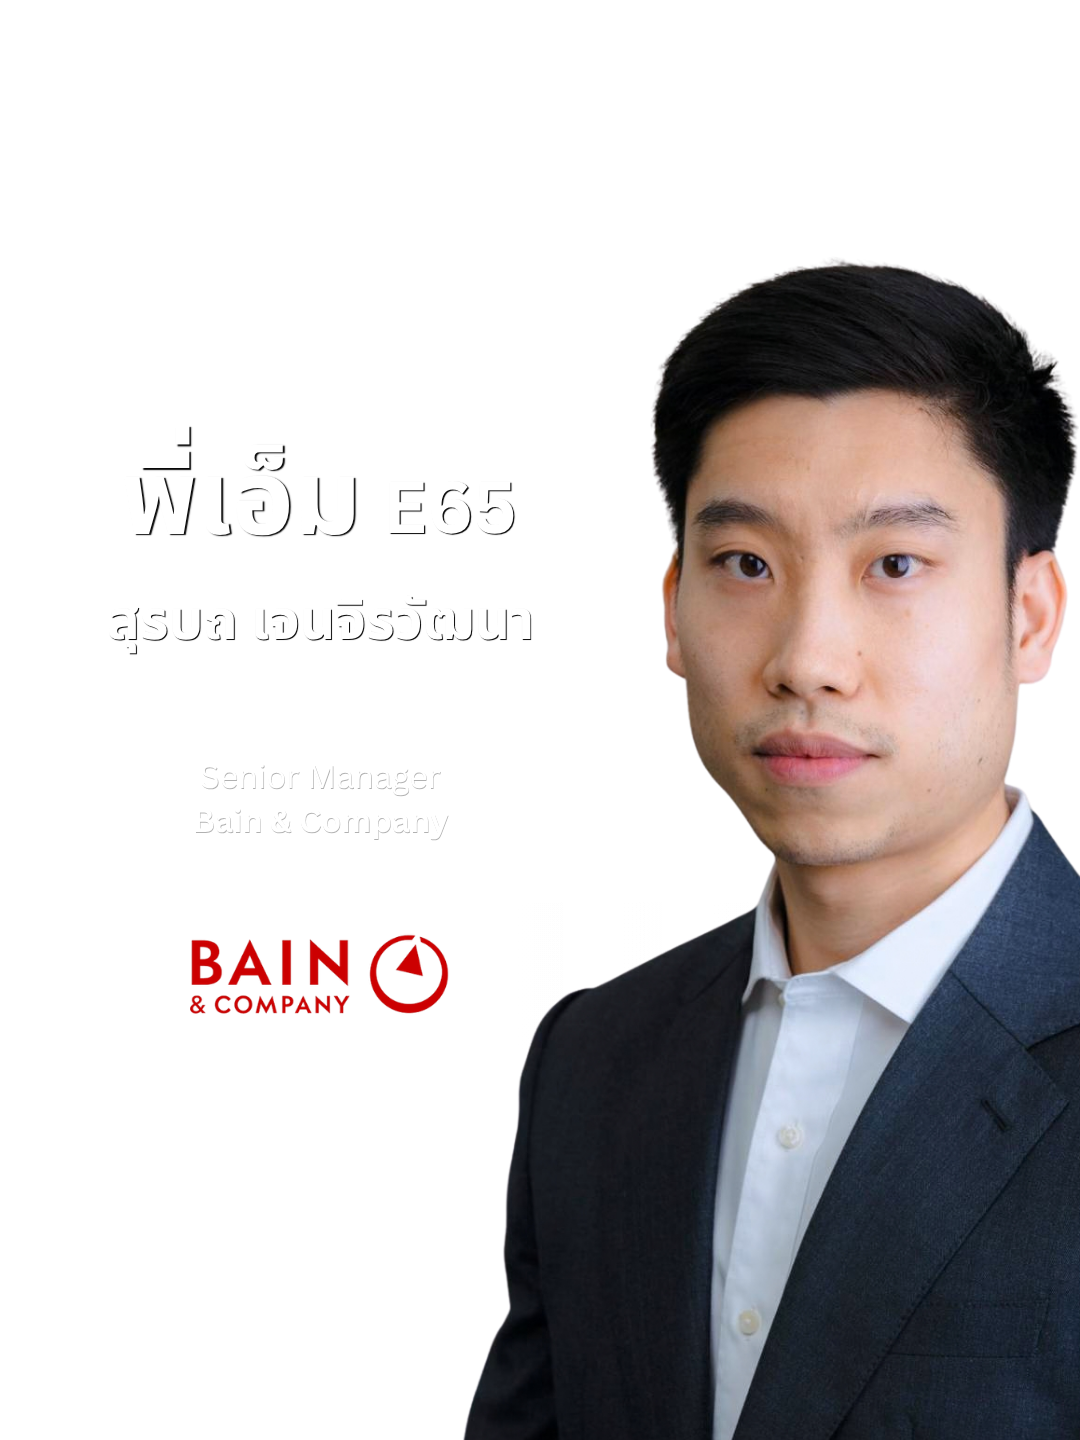 พี่เอ็ม E65
สุรบถ เจนจิรวัฒนา
Senior Manager
Bain & Company
BAIN
& COMPANY